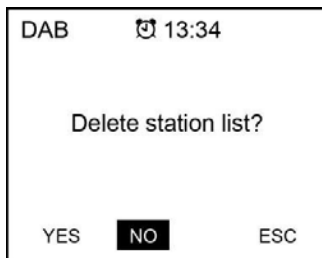 DAB 13:34
Delete station list?
YES NO ESC